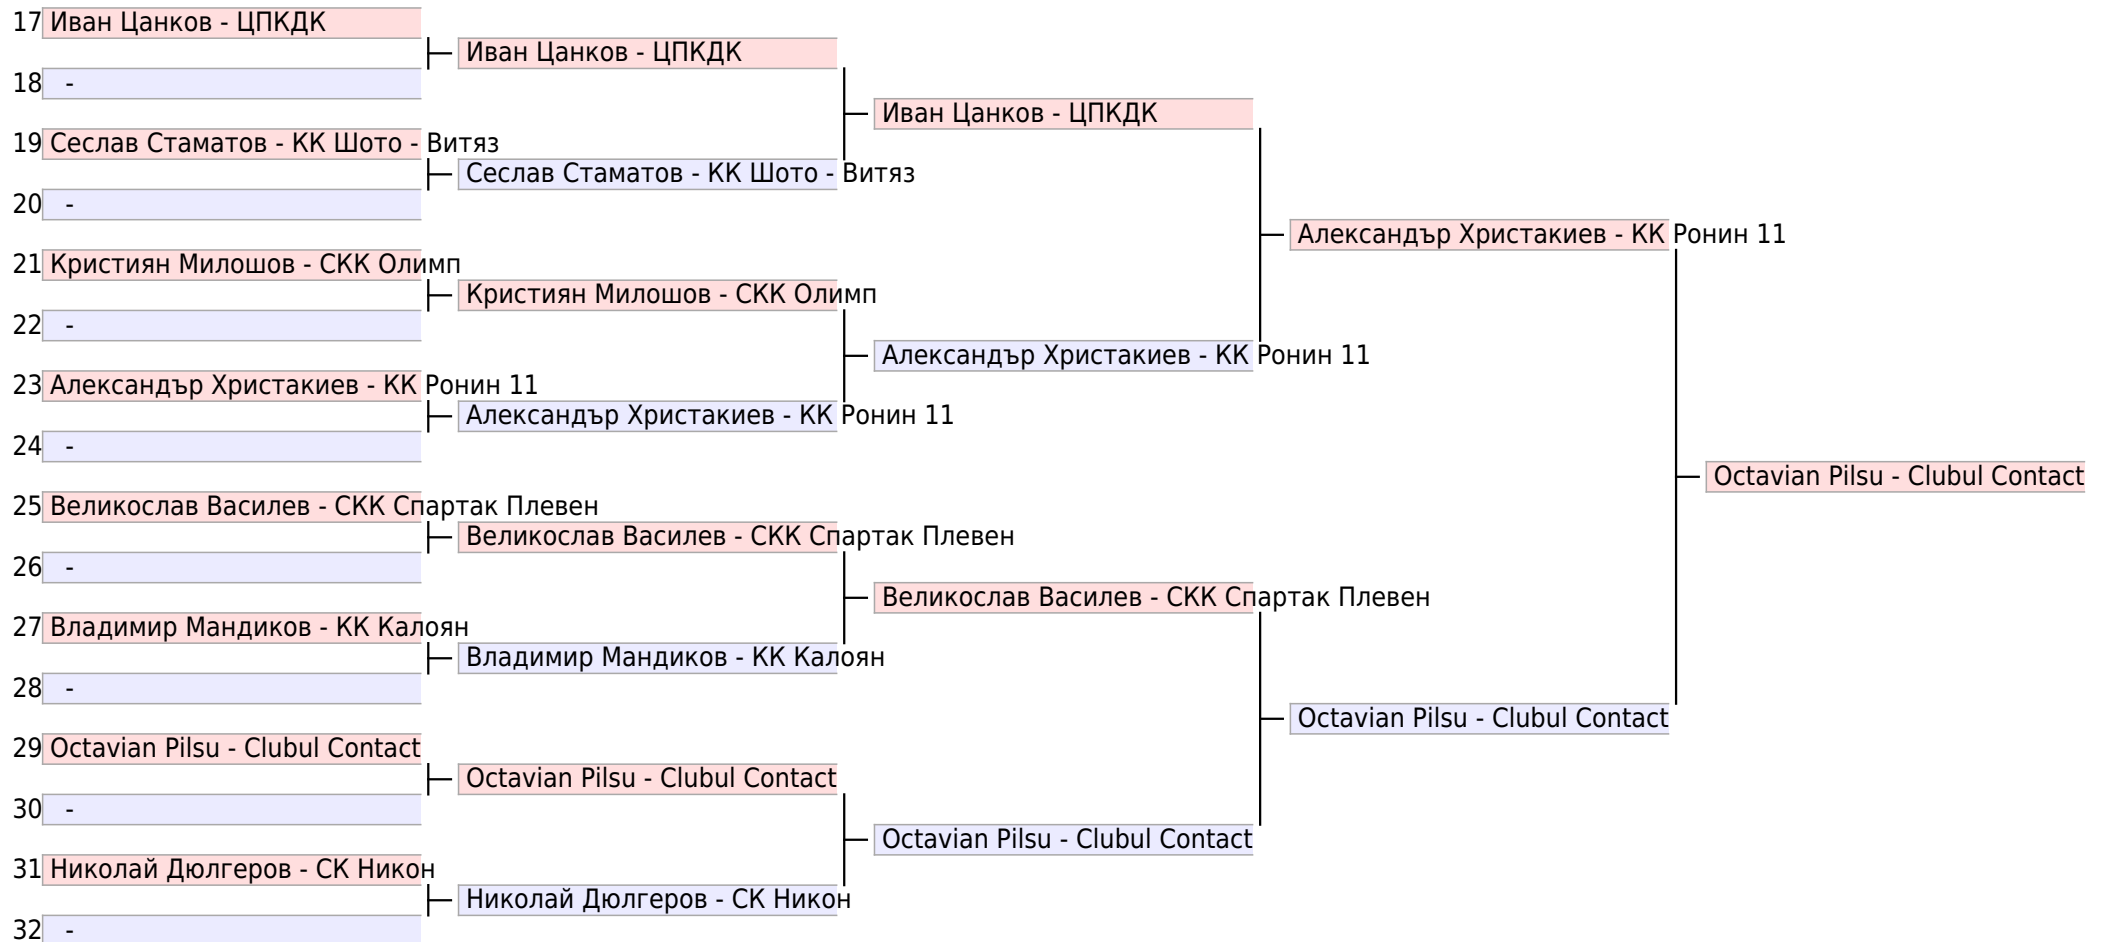 17 Иван Цанков - ЦПКДК
Иван Цанков - ЦПКДК
18 -
Иван Цанков - ЦПКДК
19 Сеслав Стаматов - КК Шото - Витяз
Сеслав Стаматов - КК Шото - Витяз
20 -
Александър Христакиев - КК Ронин 11
21 Кристиян Милошов - СКК Олимп
Кристиян Милошов - СКК Олимп
22 -
Александър Христакиев - КК Ронин 11
23 Александър Христакиев - КК Ронин 11
Александър Христакиев - КК Ронин 11
24 -
Octavian Pilsu - Clubul Contact
25 Великослав Василев - СКК Спартак Плевен
Великослав Василев - СКК Спартак Плевен
26 -
Великослав Василев - СКК Спартак Плевен
27 Владимир Мандиков - КК Калоян
Владимир Мандиков - КК Калоян
28 -
Octavian Pilsu - Clubul Contact
29 Octavian Pilsu - Clubul Contact
Octavian Pilsu - Clubul Contact
30 -
Octavian Pilsu - Clubul Contact
31 Николай Дюлгеров - СК Никон
Николай Дюлгеров - СК Никон
32 -